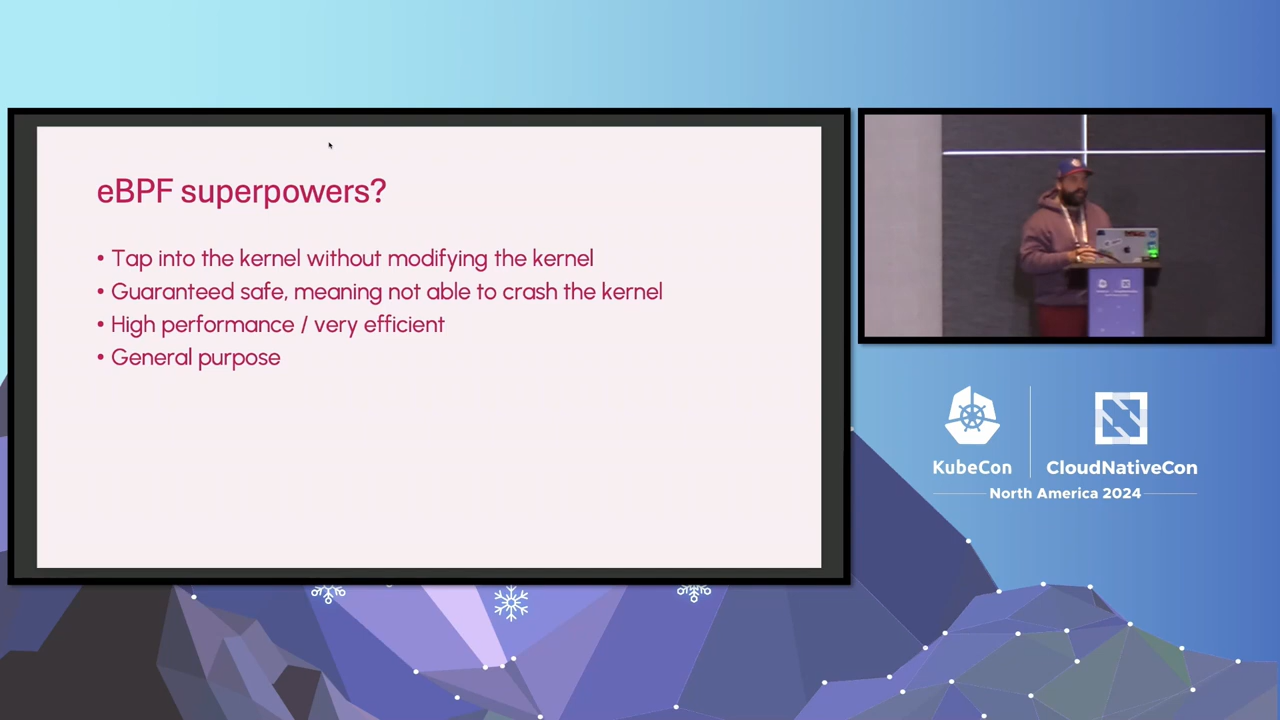 eBPF superpowers?
• Tap into the kernel without modifying the kernel
• Guaranteed safe, meaning not able to crash the kernel
• High performance / very efficient
• General purpose
KubeCon
CloudNativeCon
North America 2024